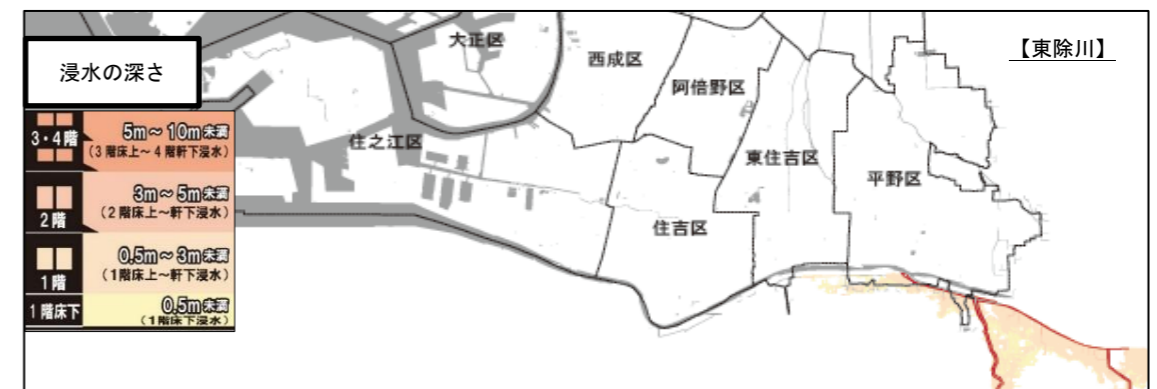 浸水の深さ
3・4階
5m～10m未満
(3階床上～4階軒下浸水)
2階
3m～5m未満
(2階床上～軒下浸水)
1階
0.5m～3m未満
(1階床上～軒下浸水)
1階床下
0.5m未満
(1階床下浸水)
【東除川】
大正区
西成区
阿倍野区
住之江区
東住吉区
平野区
住吉区